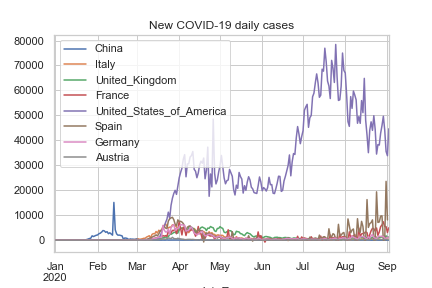 New COVID-19 daily cases
80000
70000
60000
50000
40000
30000
20000
10000
0
China
Italy
United_Kingdom
France
United_States_of_America
Spain
Germany
Austria
Jan Feb Mar Apr May Jun Jul Aug Sep
2020